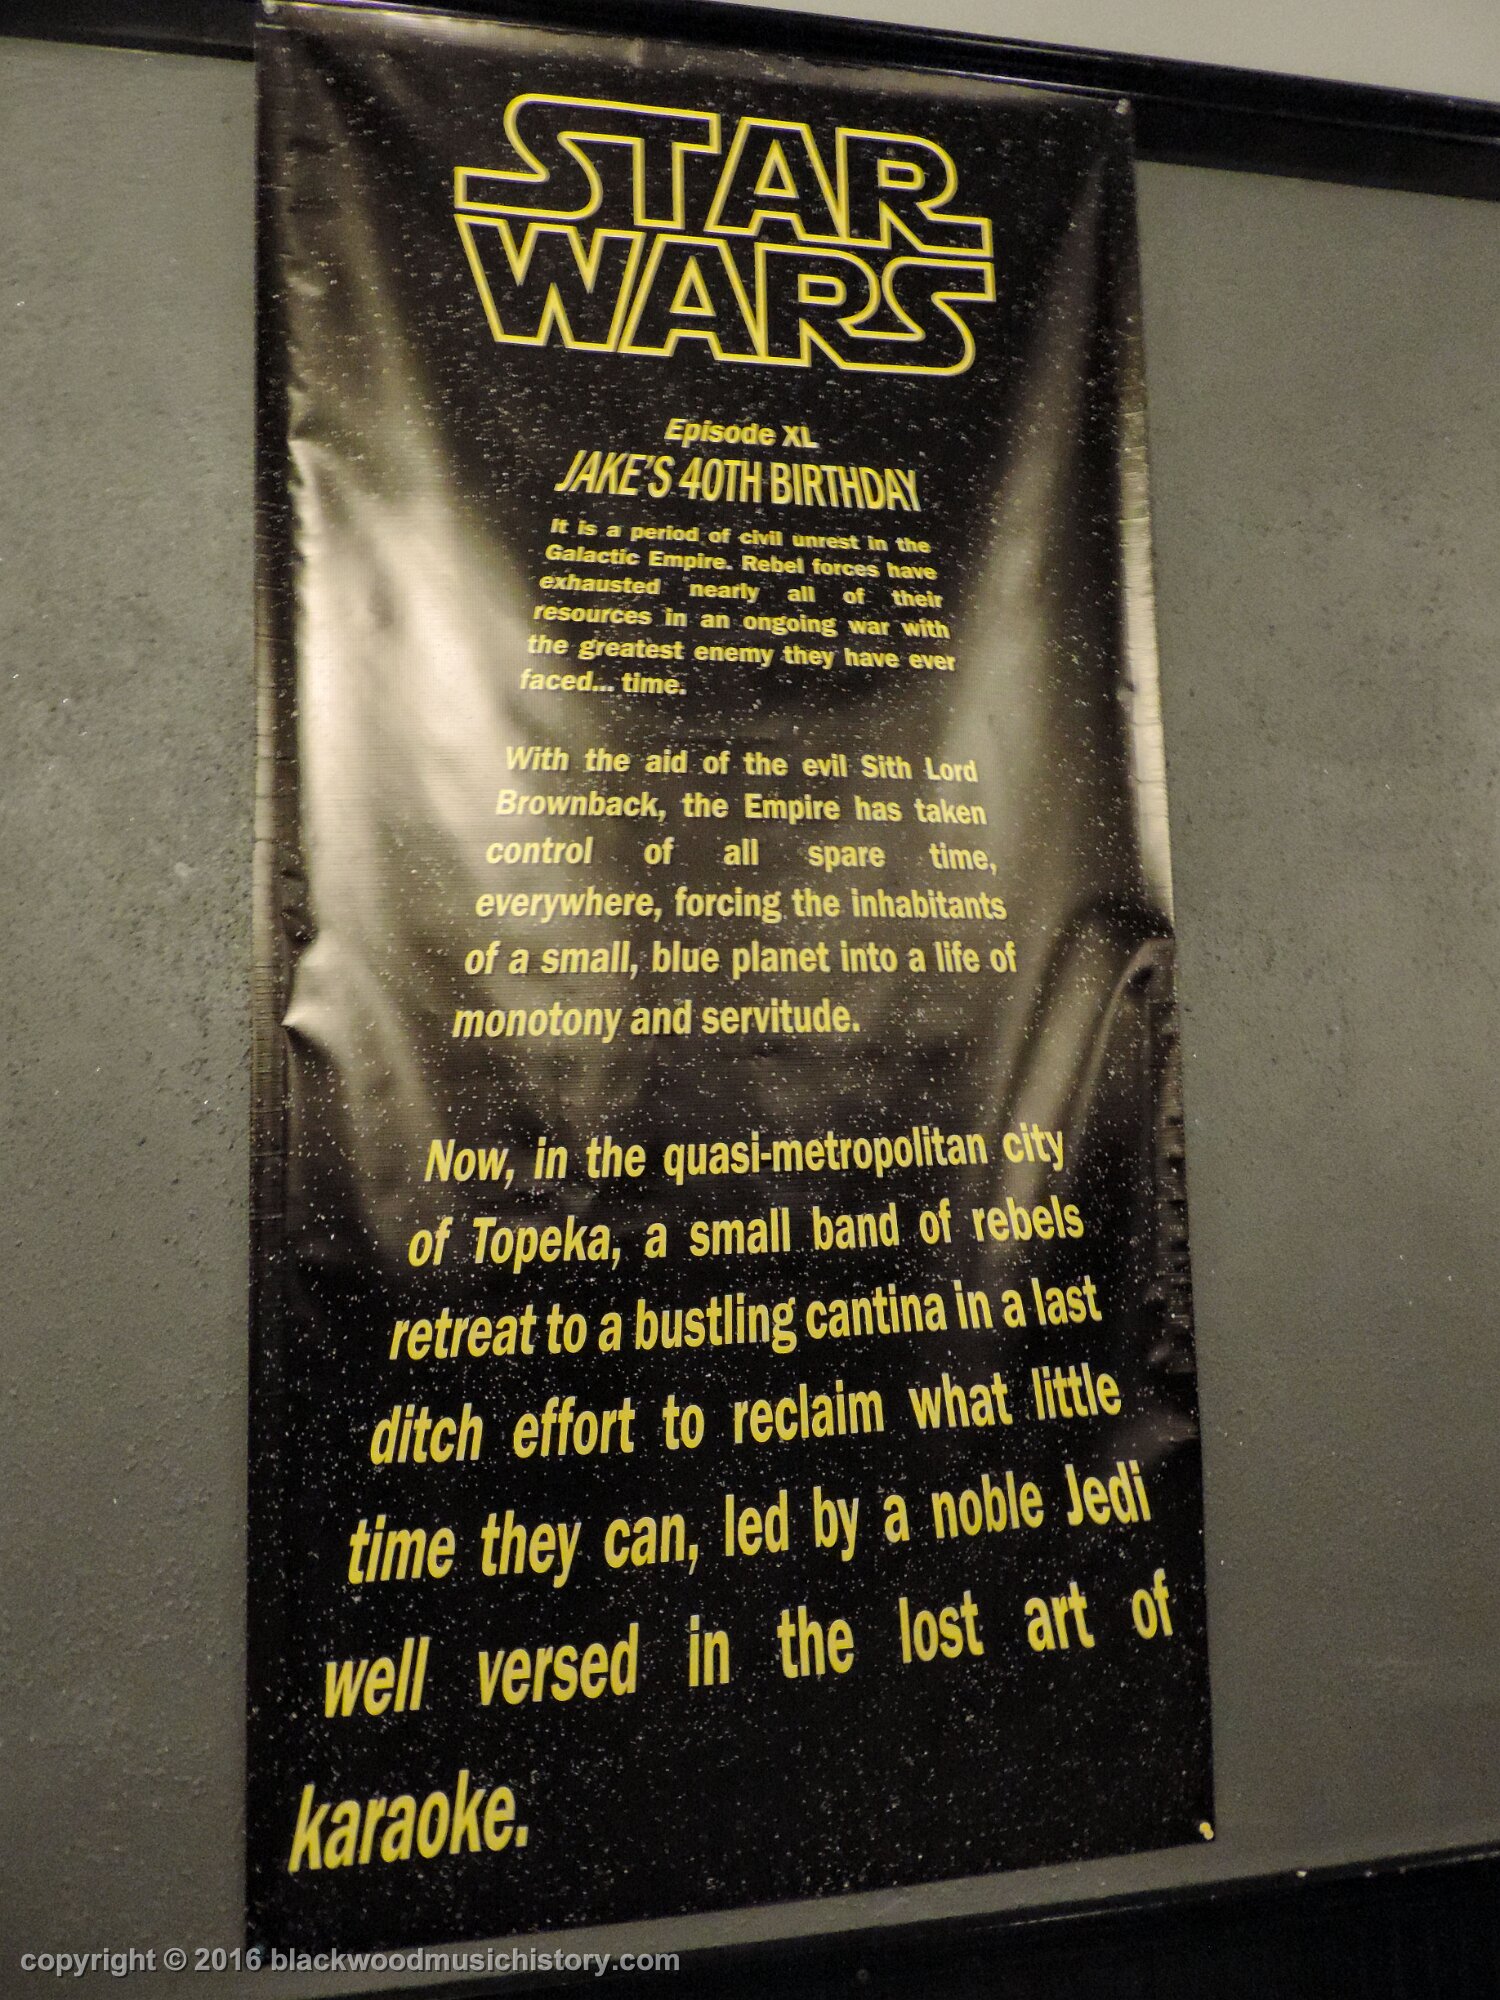 STAR
WARS
Episode XL
JAKE'S 40TH BIRTHDAY
It is a period of civil unrest in the
Galactic Empire. Rebel forces have
exhausted nearly all of their
resources in an ongoing war with
the greatest enemy they have ever
faced... time.
With the aid of the evil Sith Lord
Brownback, the Empire has taken
control of all spare time,
everywhere, forcing the inhabitants
of a small, blue planet into a life of
monotony and servitude.
Now, in the quasi-metropolitan city
of Topeka, a small band of rebels
retreat to a bustling cantina in a last
ditch effort to reclaim what little
time they can, led by a noble Jedi
well versed in the lost art of
karaoke.
copyright © 2016 blackwoodmusichistory.com